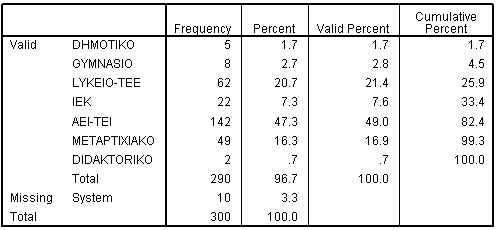 Frequency Percent Valid Percent Cumulative Percent
Valid DHMOTIKO 5 1.7 1.7 1.7
GYMNASIO 8 2.7 2.8 4.5
LYKEIO-TEE 62 20.7 21.4 25.9
IEK 22 7.3 7.6 33.4
AEI-TEI 142 47.3 49.0 82.4
METAPTIXIAKO 49 16.3 16.9 99.3
DIDAKTORIKO 2 .7 .7 100.0
Total 290 96.7 100.0
Missing System 10 3.3
Total 300 100.0